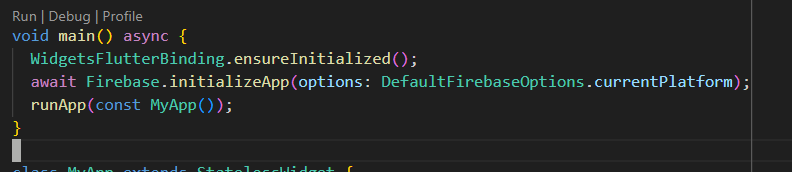 Run | Debug | Profile
void main() async {
  WidgetsFlutterBinding.ensureInitialized();
  await Firebase.initializeApp(options: DefaultFirebaseOptions.currentPlatform);
  runApp(const MyApp());
}
class MyApp extends StatelessWidget {